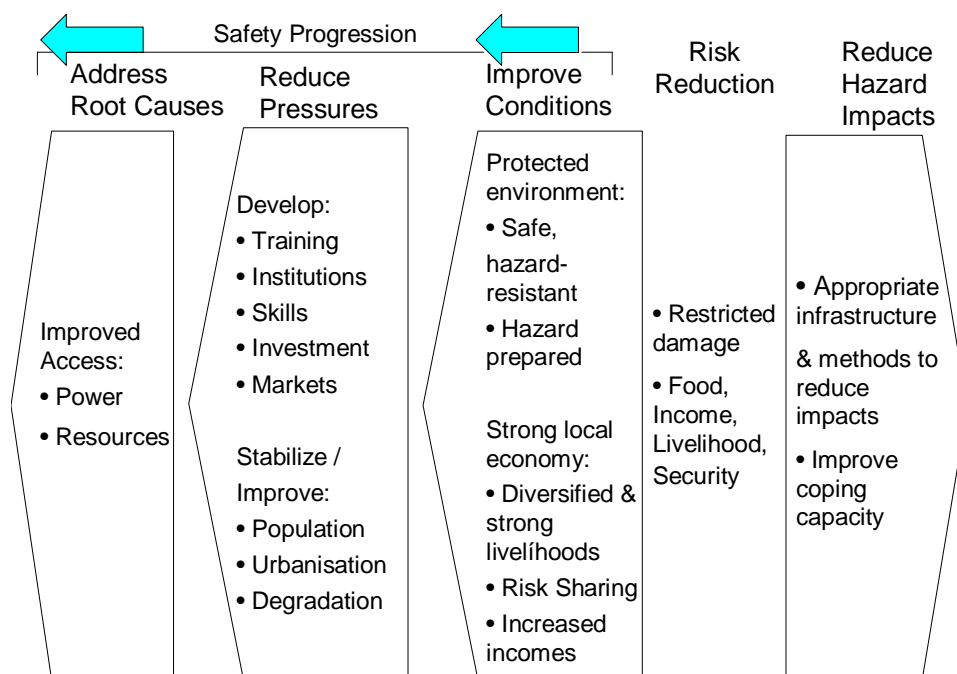 Safety Progression
Address
Root Causes
Reduce
Pressures
Improve
Conditions
Risk
Reduction
Reduce
Hazard
Impacts
Improved
Access:
• Power
• Resources
Develop:
• Training
• Institutions
• Skills
• Investment
• Markets
Stabilize /
Improve:
• Population
• Urbanisation
• Degradation
Protected
environment:
• Safe,
hazard-
resistant
• Hazard
prepared
Strong local
economy:
• Diversified &
strong
livelíhoods
• Risk Sharing
• Increased
incomes
• Restricted
damage
• Food,
Income,
Livelihood,
Security
• Appropriate
infrastructure
& methods to
reduce
impacts
• Improve
coping
capacity